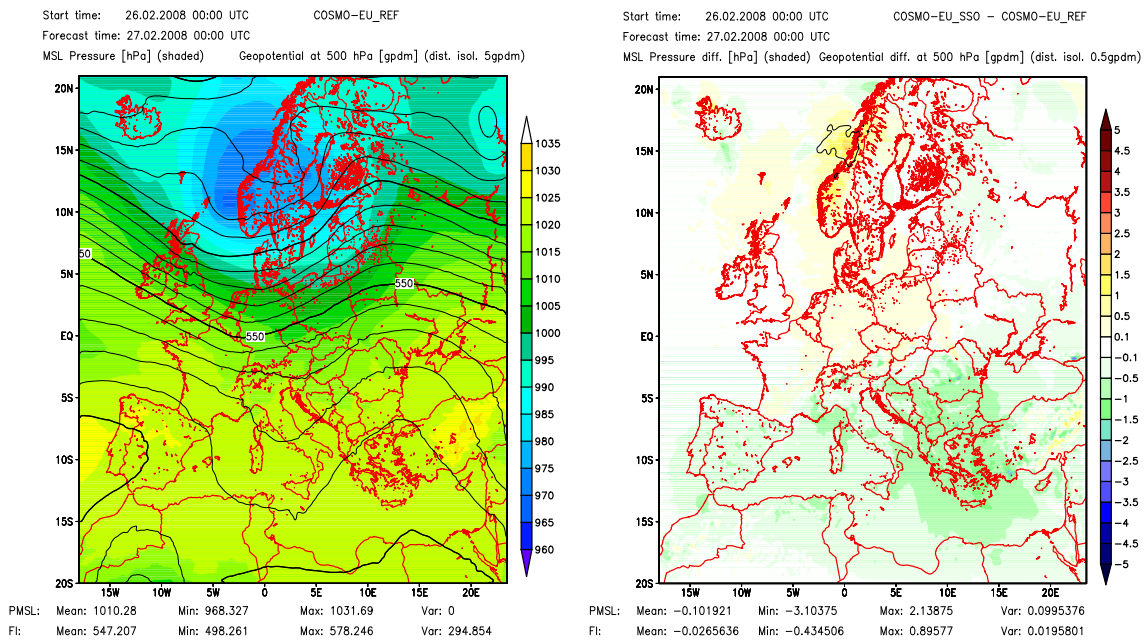 Start time: 26.02.2008 00:00 UTC COSMO-EU_REF
Forecast time: 27.02.2008 00:00 UTC
MSL Pressure [hPa] (shaded) Geopotential at 500 hPa [gpdm] (dist. isol. 5gpdm)
20N
15N
10N
5N
EQ
5S
10S
15S
20S
15W 10W 5W 0 5E 10E 15E 20E
50
550
550
1035
1030
1025
1020
1015
1010
1005
1000
995
990
985
980
975
970
965
960
PMSL: Mean: 1010.28 Min: 968.327 Max: 1031.69 Var: 0
FI: Mean: 547.207 Min: 498.261 Max: 578.246 Var: 294.854
Start time: 26.02.2008 00:00 UTC COSMO-EU_SSO - COSMO-EU_REF
Forecast time: 27.02.2008 00:00 UTC
MSL Pressure diff. [hPa] (shaded) Geopotential diff. at 500 hPa [gpdm] (dist. isol. 0.5gpdm)
20N
15N
10N
5N
EQ
5S
10S
15S
20S
15W 10W 5W 0 5E 10E 15E 20E
5
4.5
4
3.5
3
2.5
2
1.5
1
0.5
0.1
-0.1
-0.5
-1
-1.5
-2
-2.5
-3
-3.5
-4
-4.5
-5
PMSL: Mean: -0.101921 Min: -3.10375 Max: 2.13875 Var: 0.0995376
FI: Mean: -0.0265636 Min: -0.434506 Max: 0.89577 Var: 0.0195801